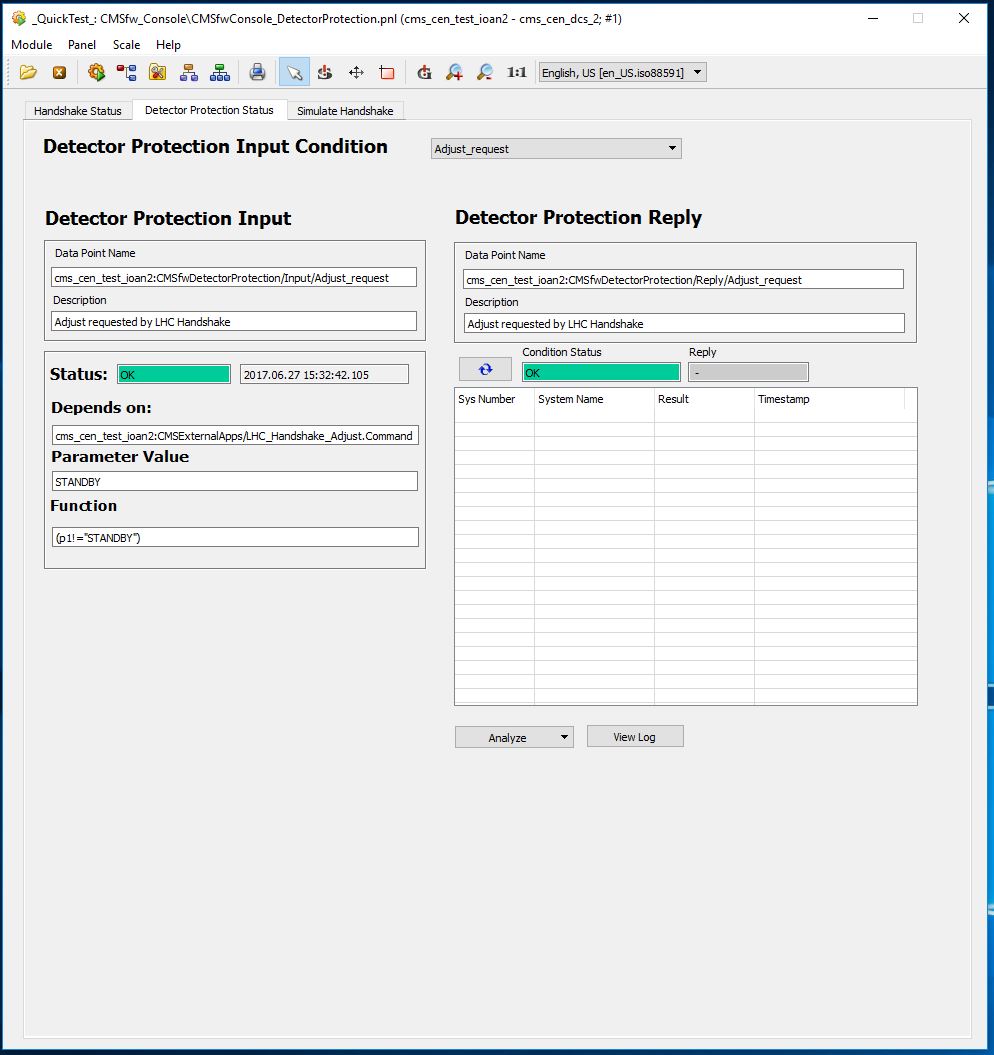 _QuickTest_: CMSfw_Console\CMSfwConsole_DetectorProtection.pnl (cms_cen_test_ioan2 - cms_cen_dcs_2; #1)
Module Panel Scale Help
1:1 English, US [en_US.iso88591]
Handshake Status Detector Protection Status Simulate Handshake
Detector Protection Input Condition Adjust_request
Detector Protection Input
Data Point Name
cms_cen_test_ioan2:CMSfwDetectorProtection/Input/Adjust_request
Description
Adjust requested by LHC Handshake
Status: OK 2017.06.27 15:32:42.105
Depends on:
cms_cen_test_ioan2:CMSExternalApps/LHC_Handshake_Adjust.Command
Parameter Value
STANDBY
Function
(p1!="STANDBY")
Detector Protection Reply
Data Point Name
cms_cen_test_ioan2:CMSfwDetectorProtection/Reply/Adjust_request
Description
Adjust requested by LHC Handshake
Condition Status Reply
OK -
Sys Number System Name Result Timestamp
Analyze View Log